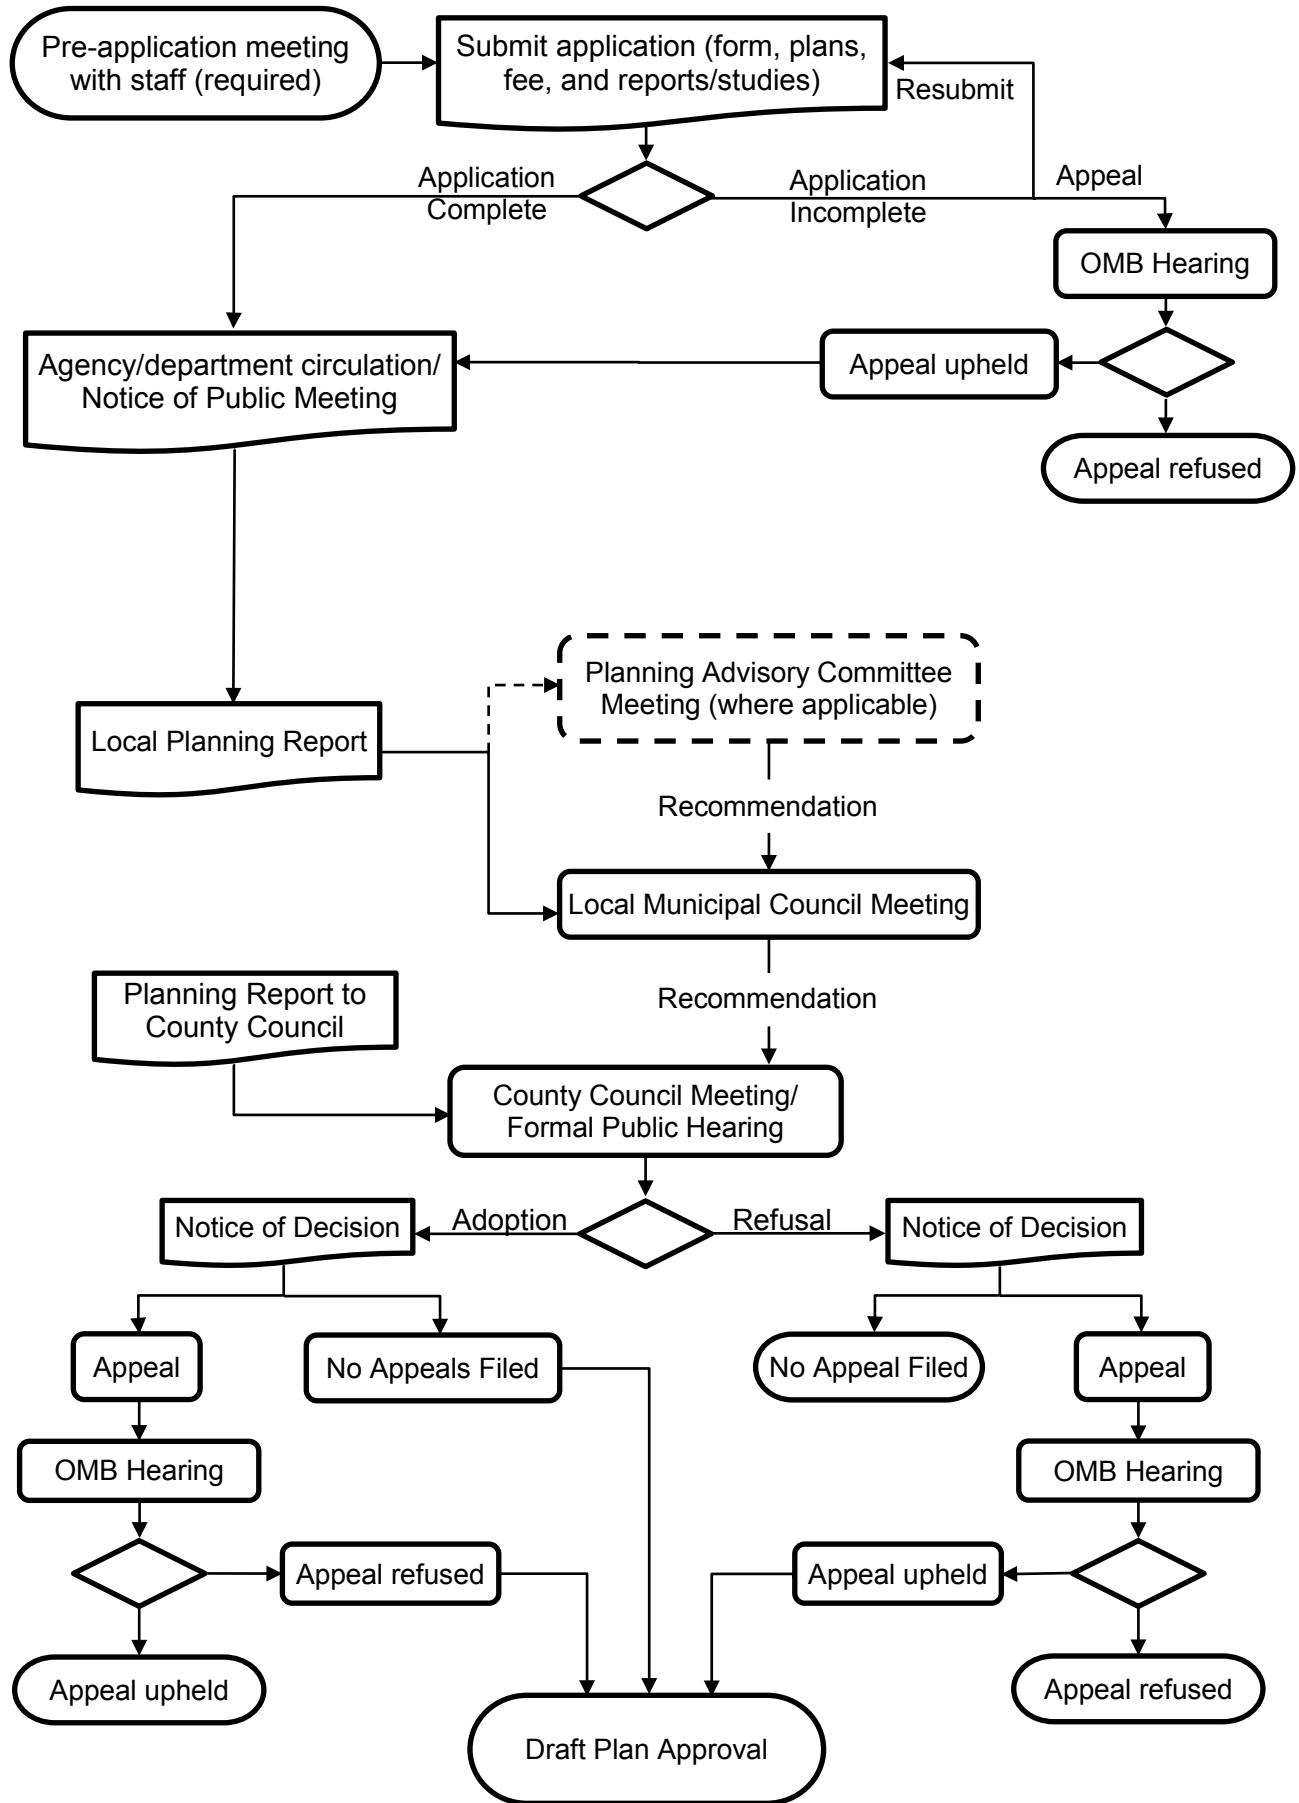 Pre-application meeting
with staff (required)
Submit application (form, plans,
fee, and reports/studies)
Resubmit
Application
Complete
Application
Incomplete
Appeal
OMB Hearing
Agency/department circulation/
Notice of Public Meeting
Appeal upheld
Appeal refused
Planning Advisory Committee
Meeting (where applicable)
Local Planning Report
Recommendation
Local Municipal Council Meeting
Planning Report to
County Council
Recommendation
County Council Meeting/
Formal Public Hearing
Notice of Decision
Adoption
Refusal
Notice of Decision
Appeal
No Appeals Filed
No Appeal Filed
Appeal
OMB Hearing
OMB Hearing
Appeal refused
Appeal upheld
Appeal upheld
Appeal refused
Draft Plan Approval